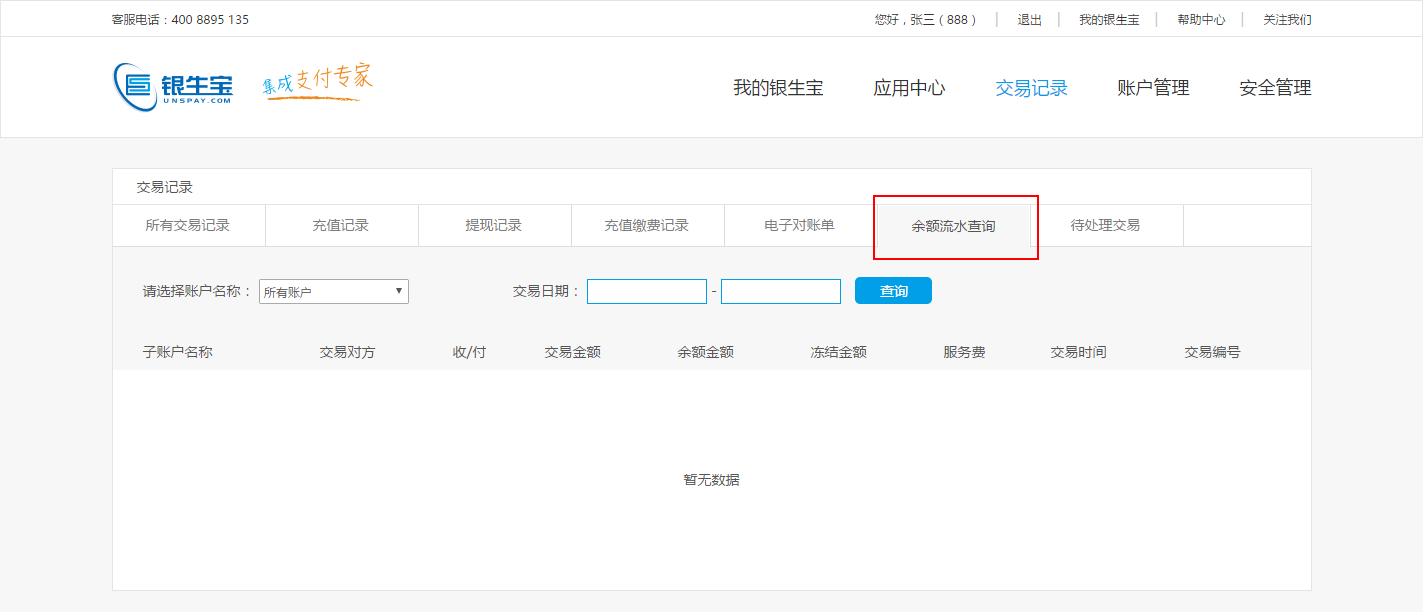 客服电话：400 8895 135 您好，张三（888） 退出 我的银生宝 帮助中心 关注我们
银生宝 UNSPAY.COM 集成支付专家 我的银生宝 应用中心 交易记录 账户管理 安全管理
交易记录
所有交易记录 充值记录 提现记录 充值缴费记录 电子对账单 余额流水查询 待处理交易
请选择账户名称： 所有账户 交易日期： - 查询
子账户名称 交易对方 收/付 交易金额 余额金额 冻结金额 服务费 交易时间 交易编号
暂无数据